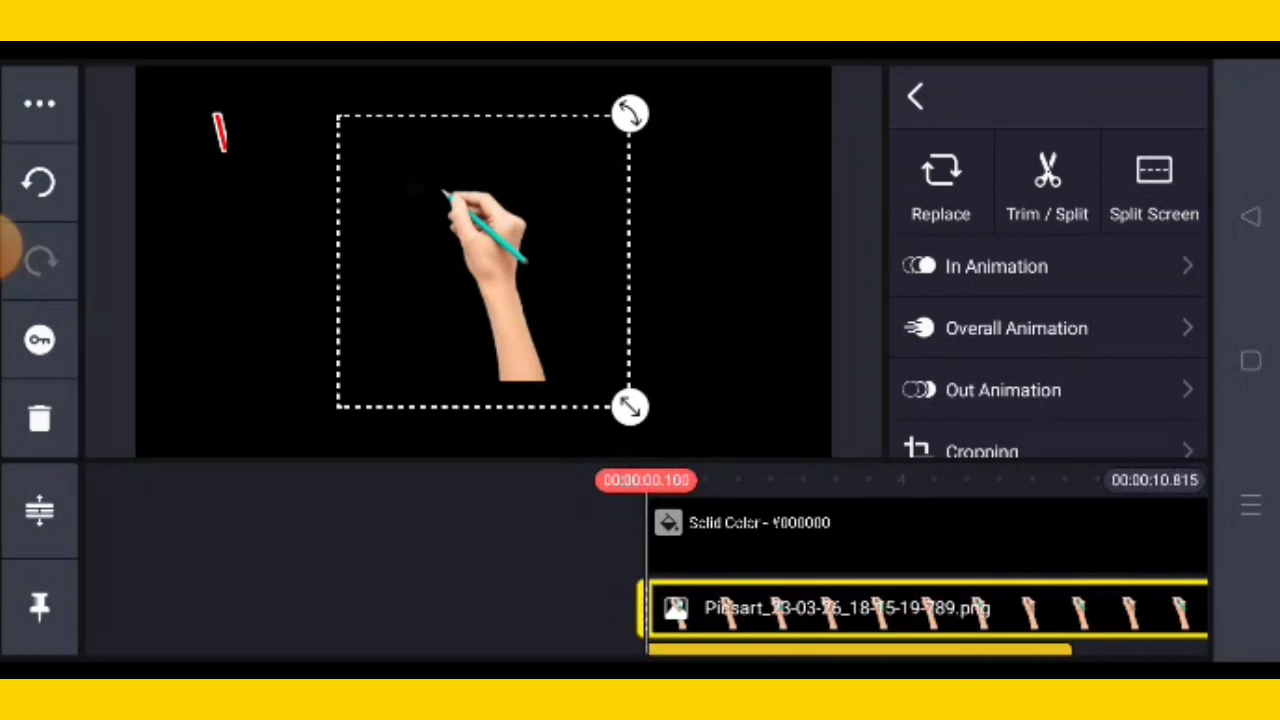 Replace
Trim / Split
Split Screen
In Animation
Overall Animation
Out Animation
Cropping
00:00:00.100
4
00:00:10.815
Solid Color - #000000
Picsart_23-03-26_18-15-19-789.png